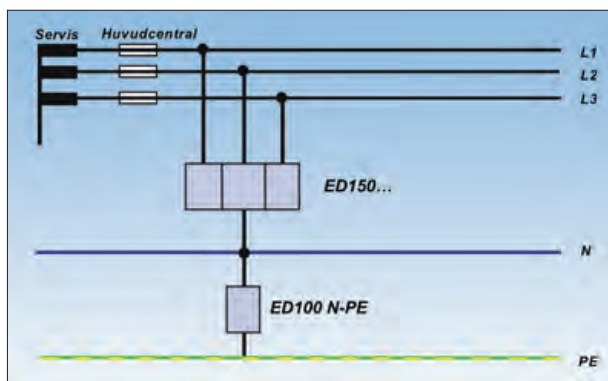 Servis Huvudcentral
L1
L2
L3
ED150...
N
ED100 N-PE
PE